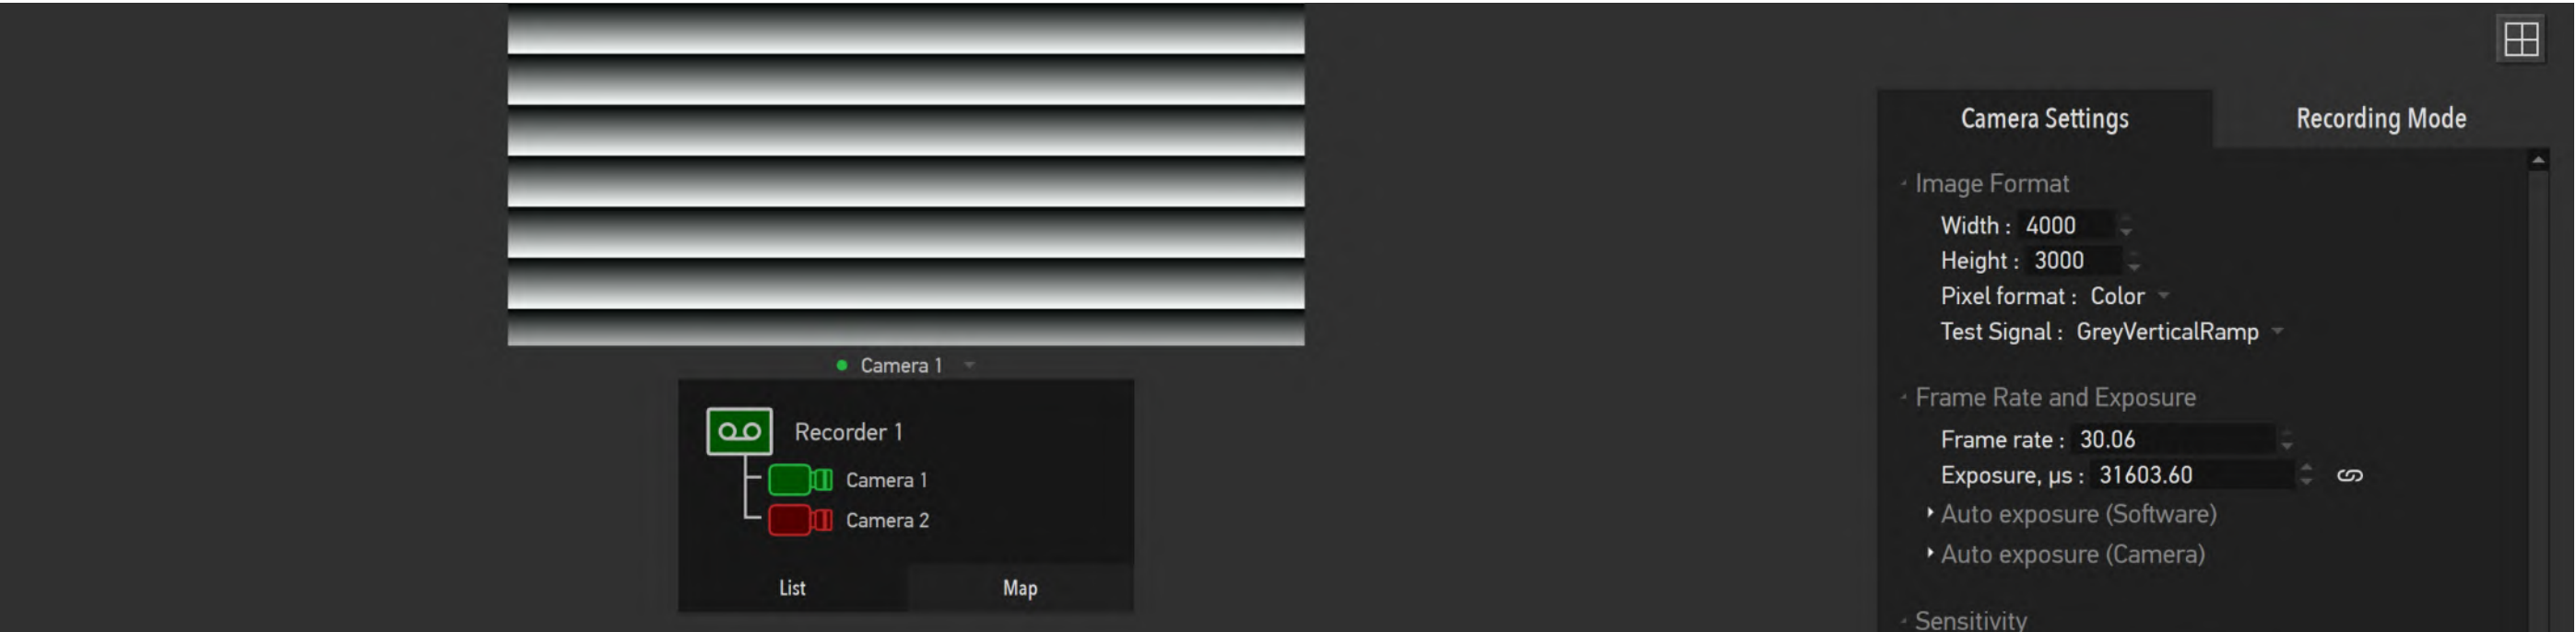 Camera 1
Recorder 1
Camera 1
Camera 2
List
Map
Camera Settings
Recording Mode
Image Format
Width : 4000
Height : 3000
Pixel format : Color
Test Signal : GreyVerticalRamp
Frame Rate and Exposure
Frame rate : 30.06
Exposure, µs : 31603.60
Auto exposure (Software)
Auto exposure (Camera)
Sensitivity